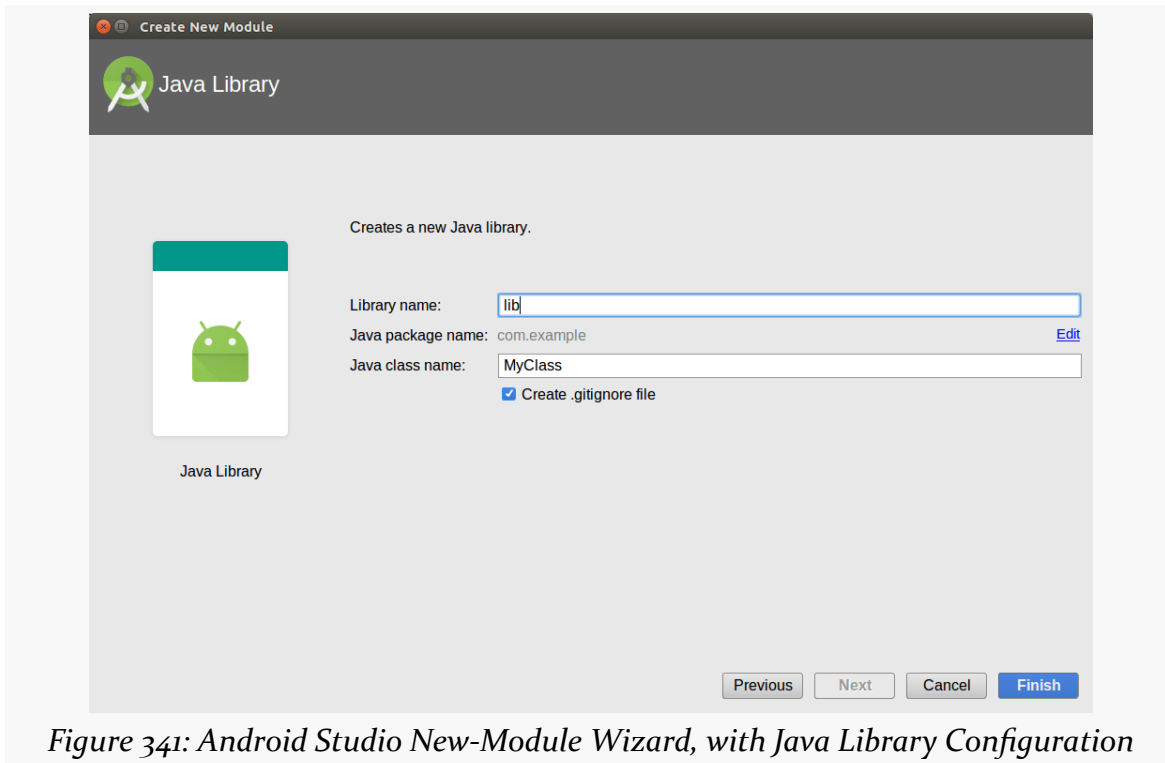 Create New Module
Java Library
Creates a new Java library.
Library name: lib
Java package name: com.example Edit
Java class name: MyClass
Create .gitignore file
Java Library
Previous Next Cancel Finish
Figure 341: Android Studio New-Module Wizard, with Java Library Configuration